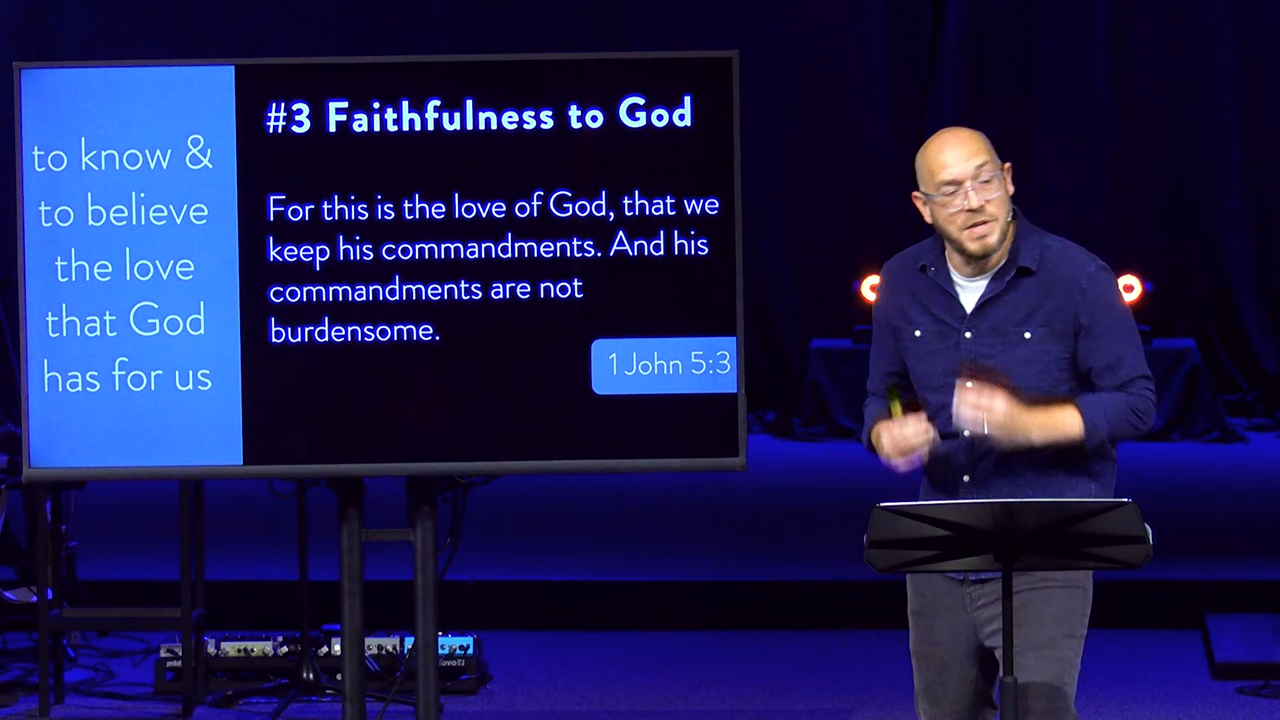 to know &
to believe
the love
that God
has for us
#3 Faithfulness to God
For this is the love of God, that we
keep his commandments. And his
commandments are not
burdensome.
1 John 5:3